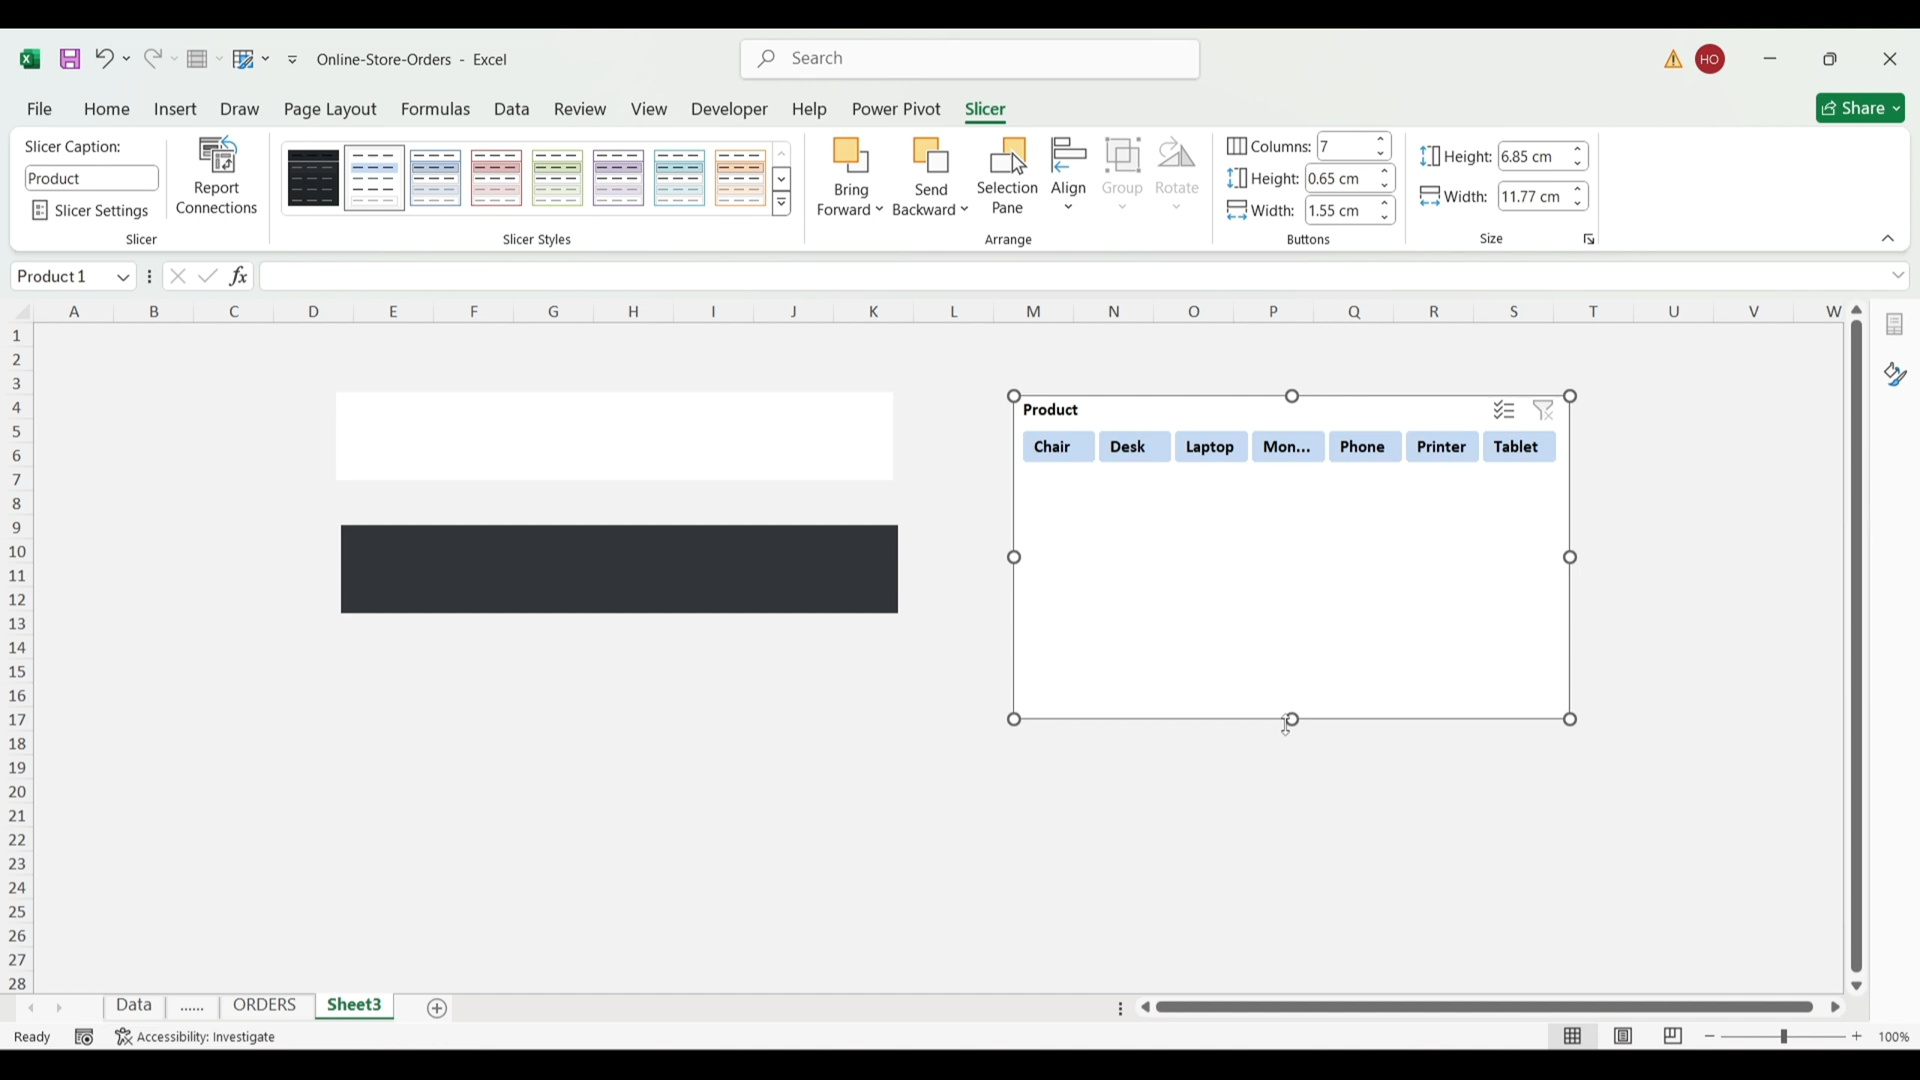 Online-Store-Orders - Excel
Search
HO
File Home Insert Draw Page Layout Formulas Data Review View Developer Help Power Pivot Slicer
Share
Slicer Caption:
Product
Slicer Settings
Report
Connections
Slicer
Slicer Styles
Bring
Forward
Send
Backward
Selection
Pane
Align
Group
Rotate
Arrange
Columns: 7
Height: 0.65 cm
Width: 1.55 cm
Buttons
Height: 6.85 cm
Width: 11.77 cm
Size
Product1
fx
A B C D E F G H I J K L M N O P Q R S T U V W
1
2
3
4
5
6
7
8
9
10
11
12
13
14
15
16
17
18
19
20
21
22
23
24
25
26
27
28
Product
Chair Desk Laptop Mon... Phone Printer Tablet
Data ...... ORDERS Sheet3
Ready Accessibility: Investigate 100%